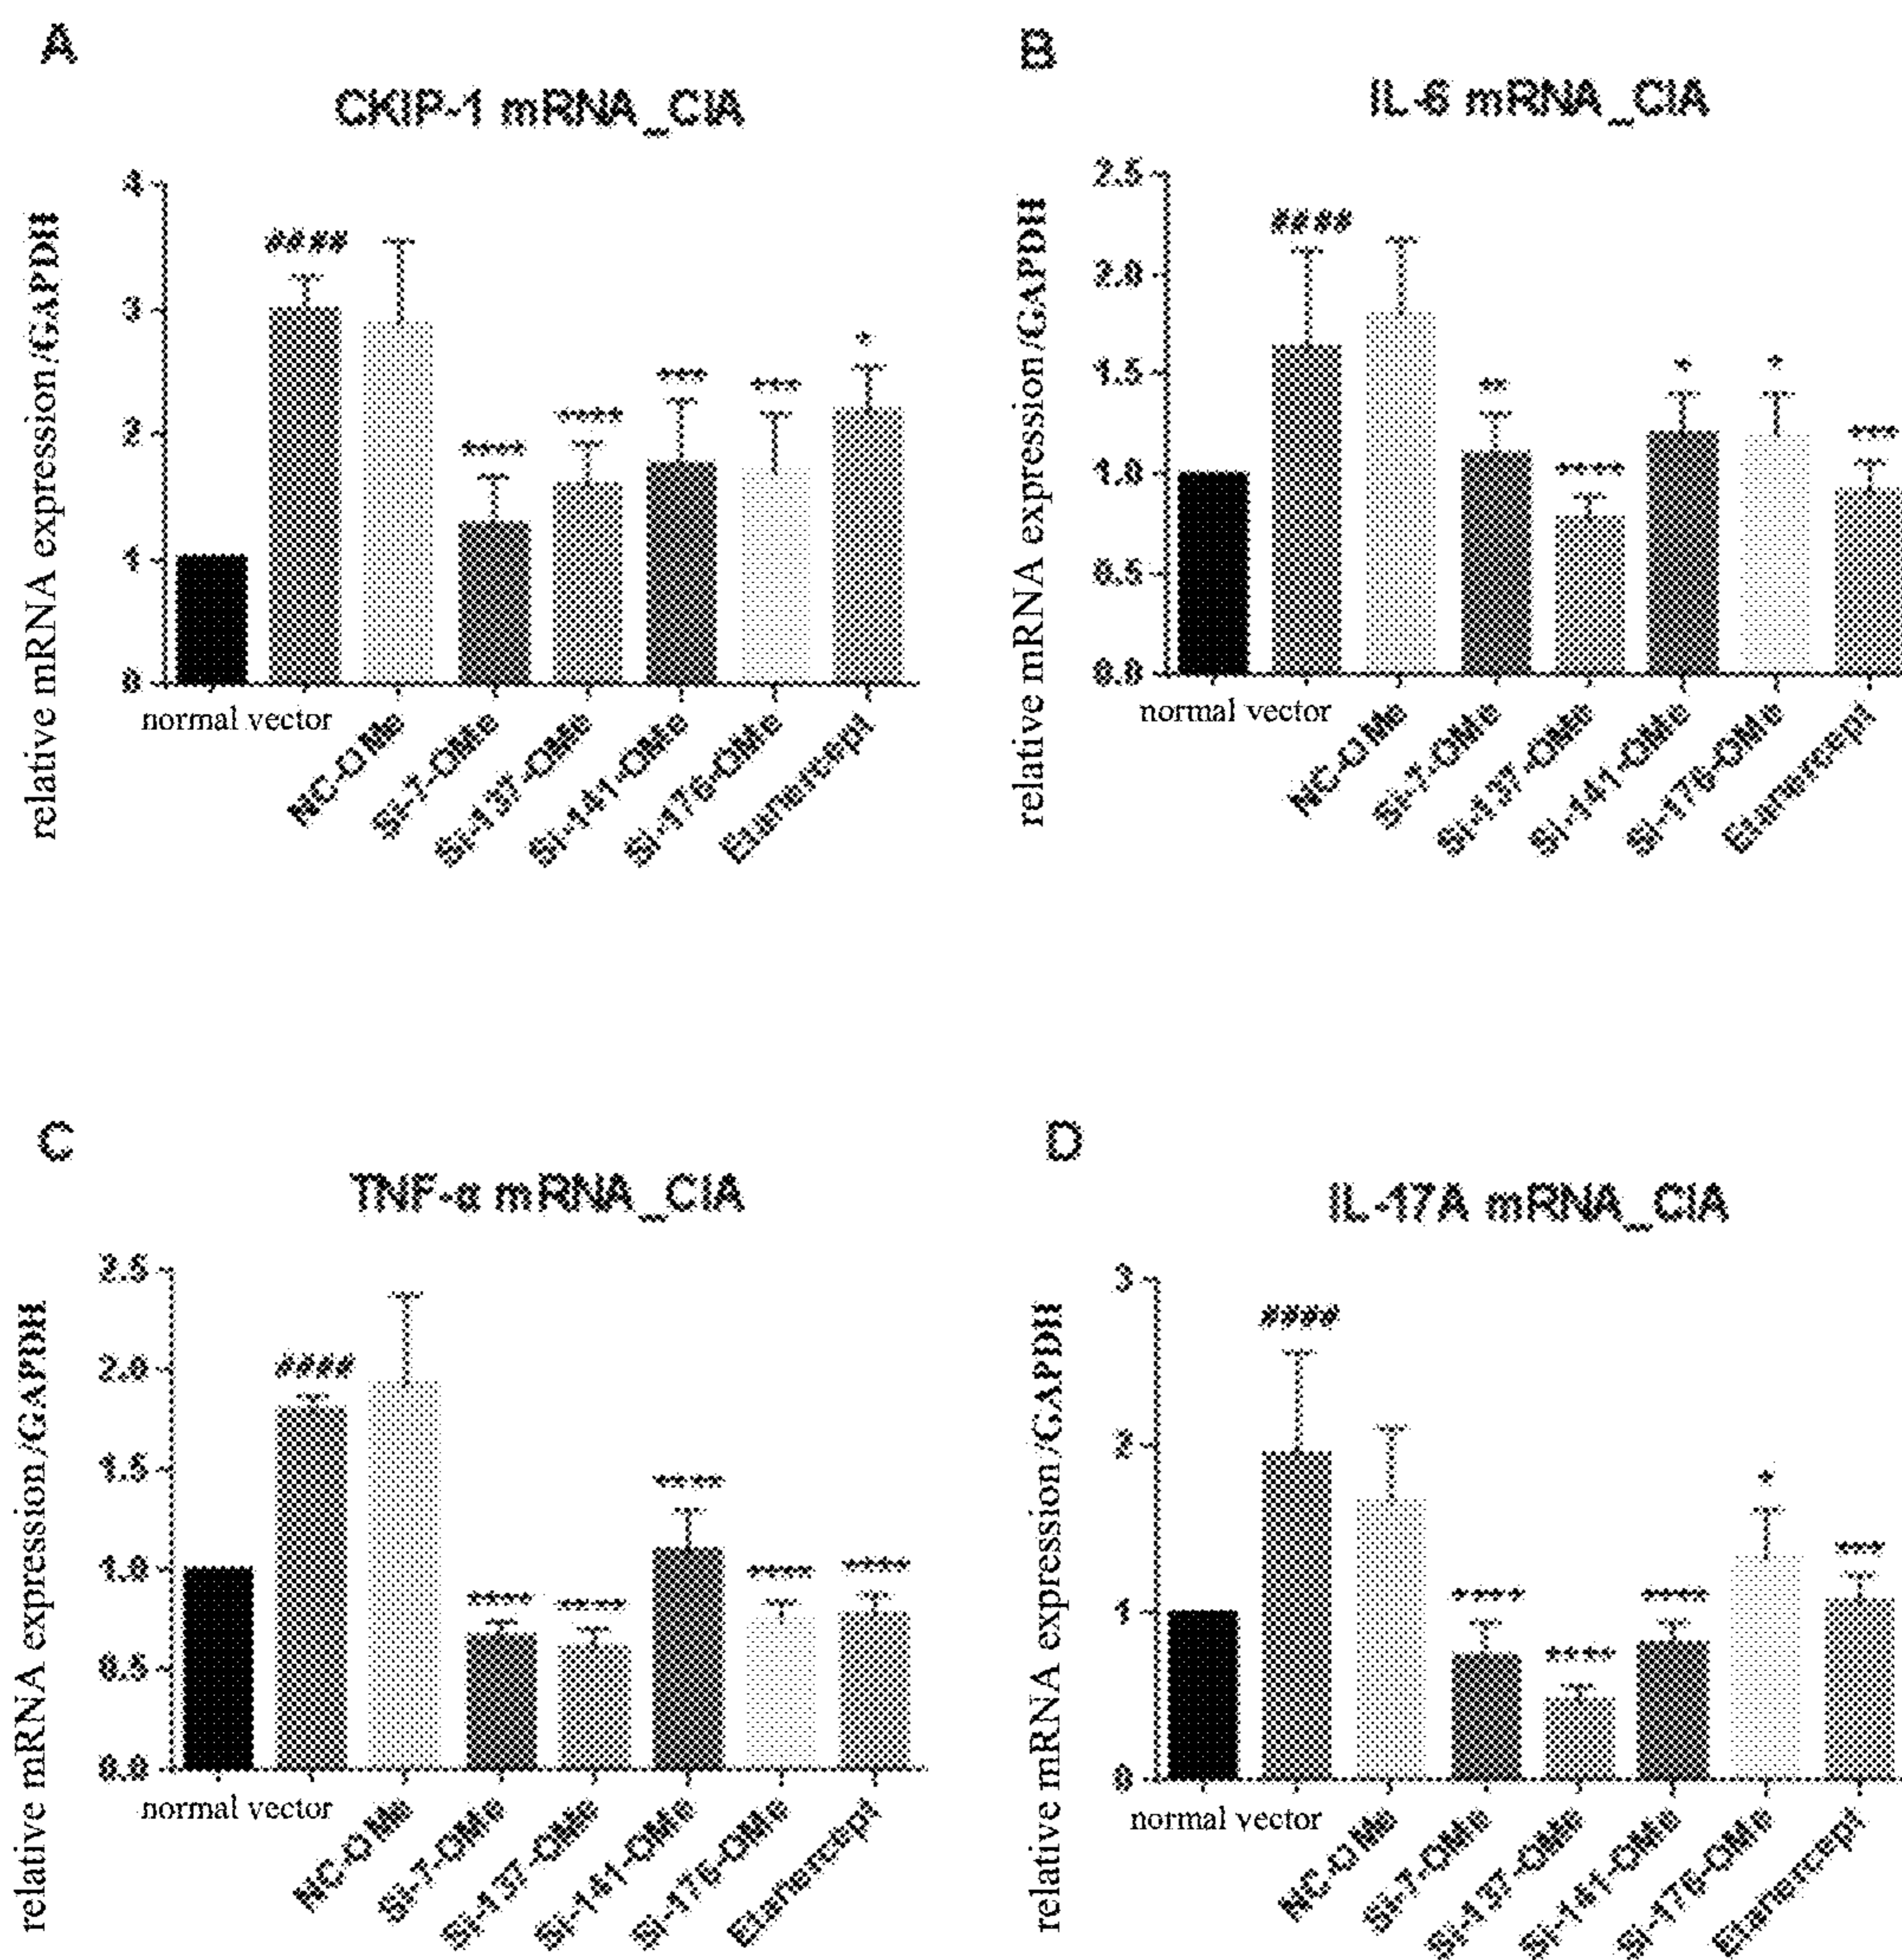 A
CKIP-1 mRNA_CIA
relative mRNA expression/GAPDH
4
3
2
1
0
####
****
****
***
***
*
normal vector
NC-OMe
Si-7-OMe
Si-137-OMe
Si-141-OMe
Si-176-OMe
Etanercept
B
IL-6 mRNA_CIA
relative mRNA expression/GAPDH
2.5
2.0
1.5
1.0
0.5
0.0
####
**
****
*
*
***
normal vector
NC-OMe
Si-7-OMe
Si-137-OMe
Si-141-OMe
Si-176-OMe
Etanercept
C
TNF-α mRNA_CIA
relative mRNA expression/GAPDH
2.5
2.0
1.5
1.0
0.5
0.0
####
****
****
****
****
****
normal vector
NC-OMe
Si-7-OMe
Si-137-OMe
Si-141-OMe
Si-176-OMe
Etanercept
D
IL-17A mRNA_CIA
relative mRNA expression/GAPDH
3
2
1
0
####
****
****
****
*
***
normal vector
NC-OMe
Si-7-OMe
Si-137-OMe
Si-141-OMe
Si-176-OMe
Etanercept